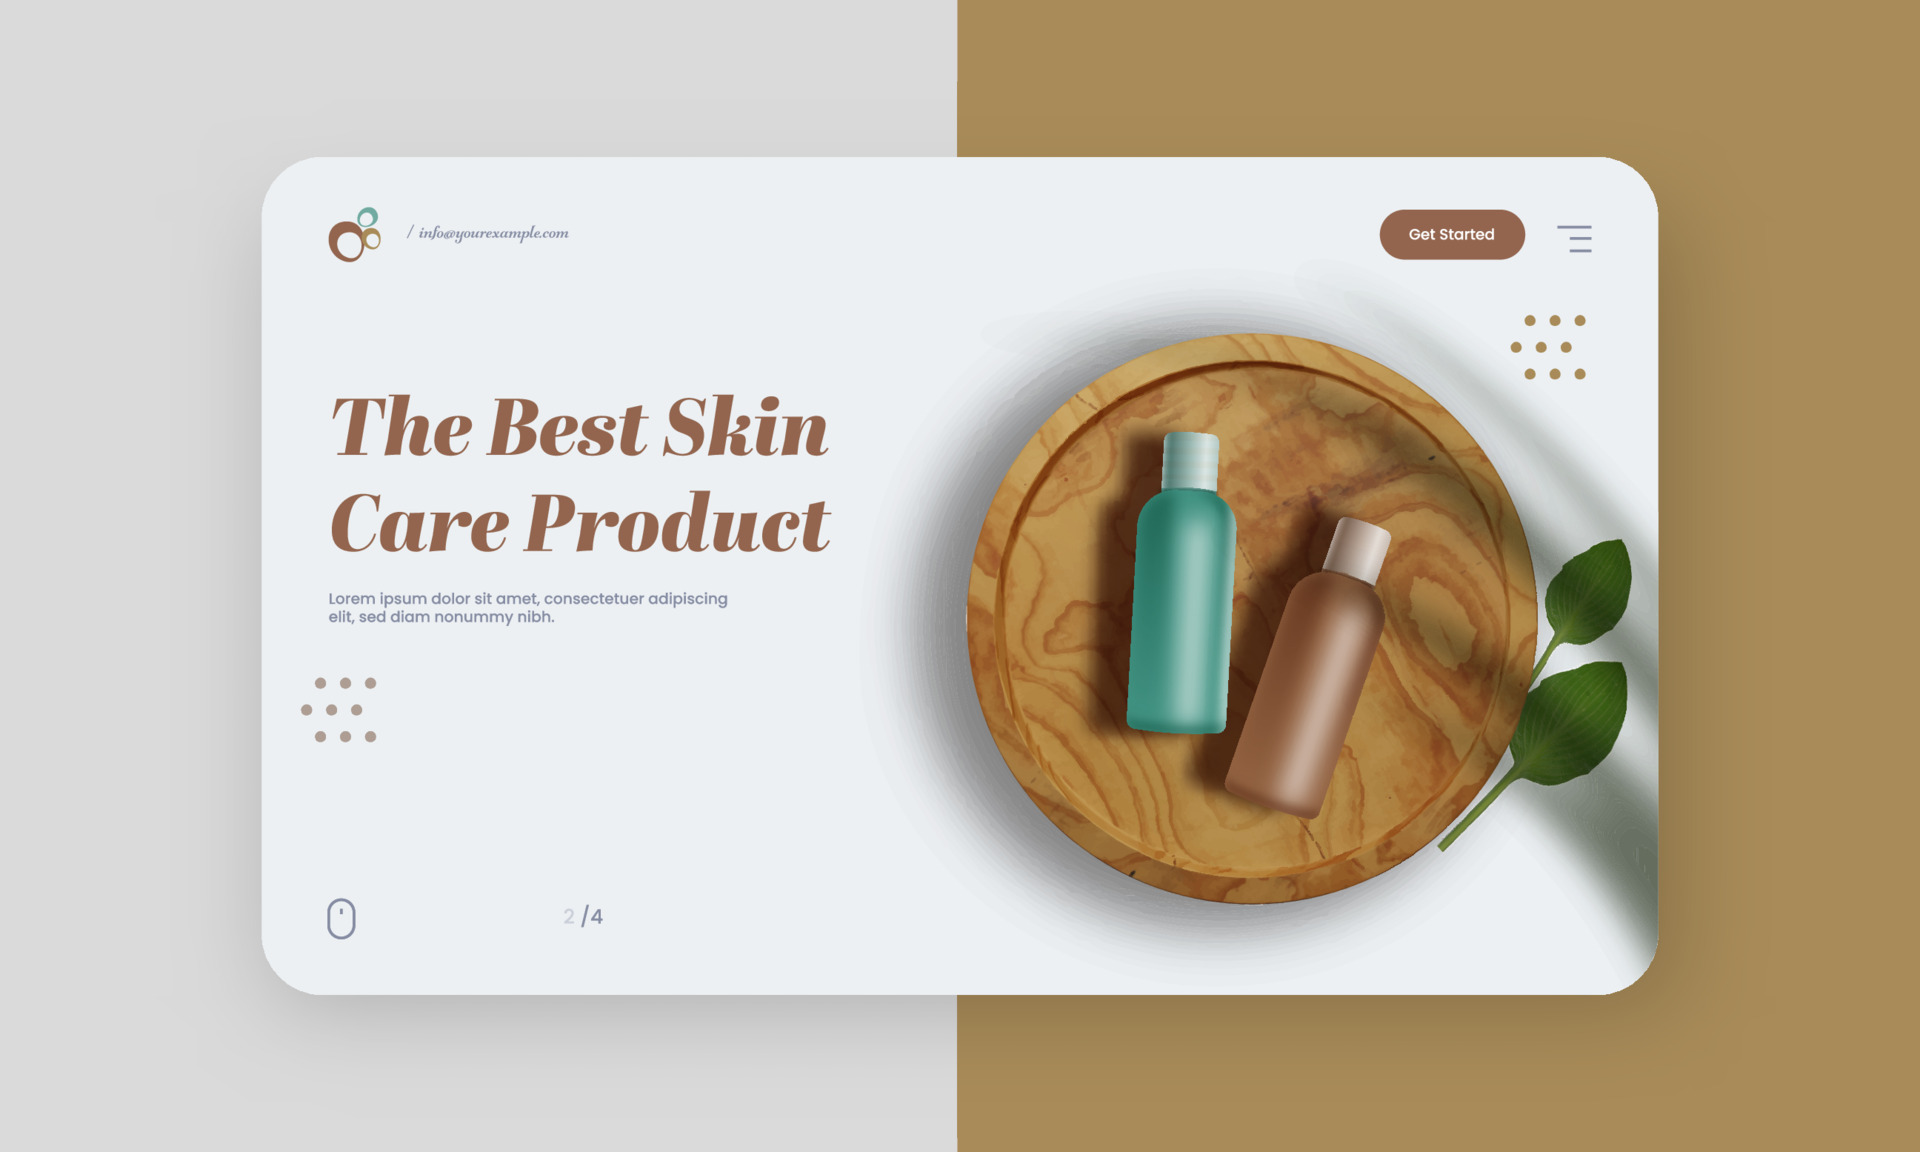 / info@yourexample.com
Get Started
The Best Skin
Care Product
Lorem ipsum dolor sit amet, consectetuer adipiscing
elit, sed diam nonummy nibh.
2 /4